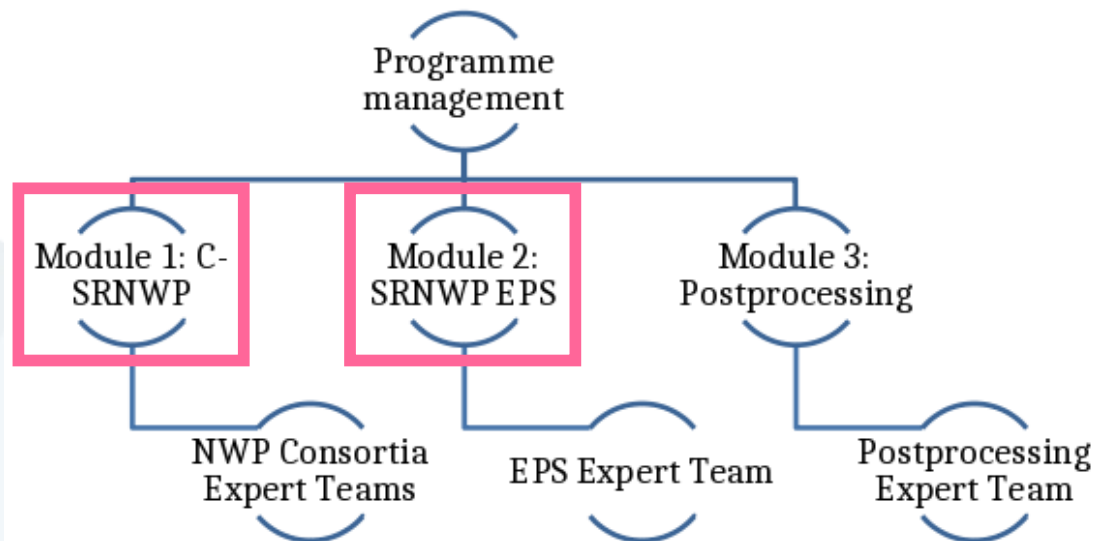 Programme
management
Module 1: C-
SRNWP
Module 2:
SRNWP EPS
Module 3:
Postprocessing
NWP Consortia
Expert Teams
EPS Expert Team
Postprocessing
Expert Team